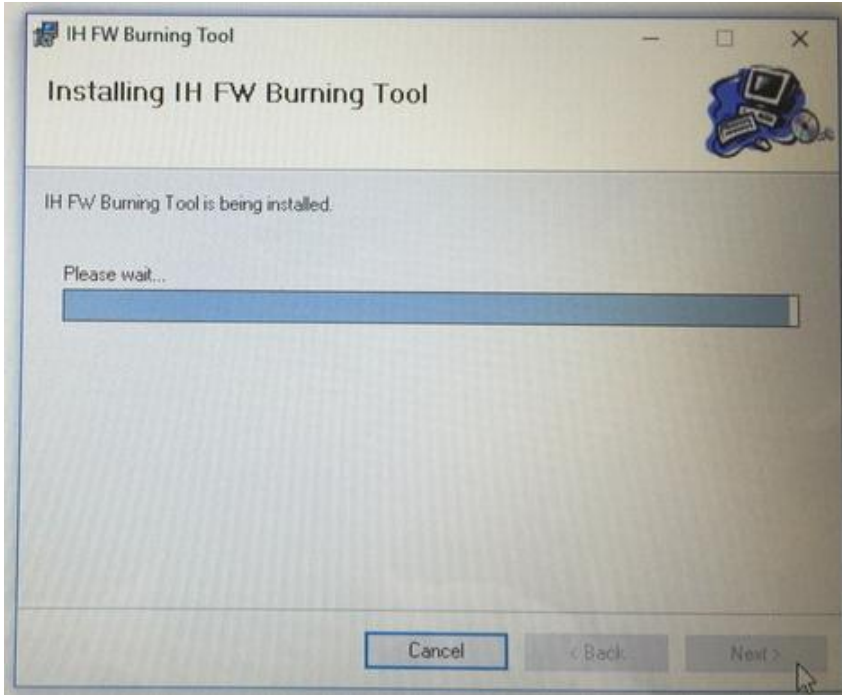 IH FW Burning Tool
Installing IH FW Burning Tool
IH FW Burning Tool is being installed.
Please wait...
Cancel
< Back
Next >